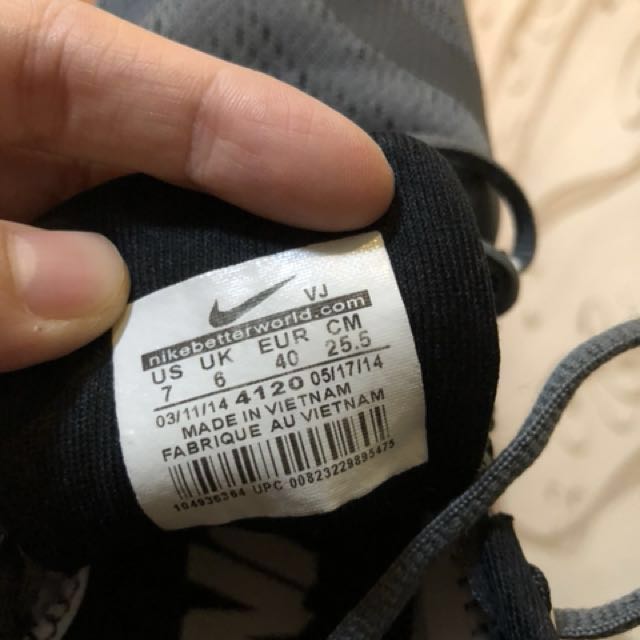 VJ
nikebetterworld.com
US UK EUR CM
7 6 40 25.5
03/11/14 4120 05/17/14
MADE IN VIETNAM
FABRIQUE AU VIETNAM
104936364 UPC 00823229895475